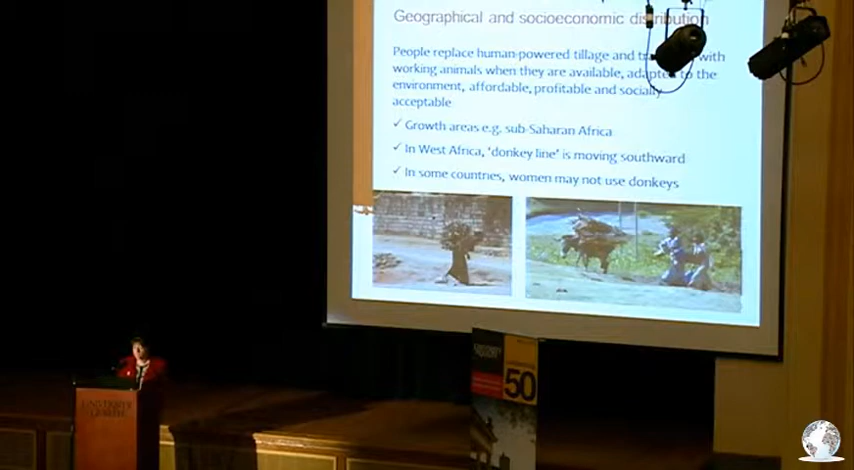 Geographical and socioeconomic distribution
People replace human-powered tillage and with
working animals when they are available, adapted to the
environment, affordable, profitable and socially
acceptable
✓ Growth areas e.g. sub-Saharan Africa
✓ In West Africa, 'donkey line' is moving southward
✓ In some countries, women may not use donkeys
50